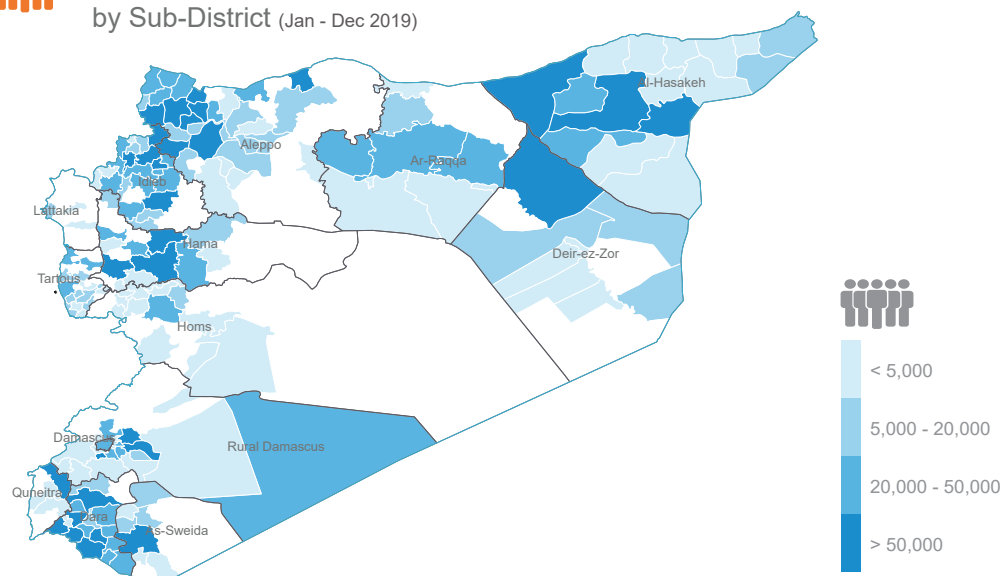 by Sub-District (Jan - Dec 2019)
Al-Hasakeh
Aleppo
Ar-Raqqa
Idleb
Lattakia
Hama
Deir-ez-Zor
Tartous
Homs
< 5,000
5,000 - 20,000
Damascus
Rural Damascus
20,000 - 50,000
Quneitra
Dara
As-Sweida
> 50,000